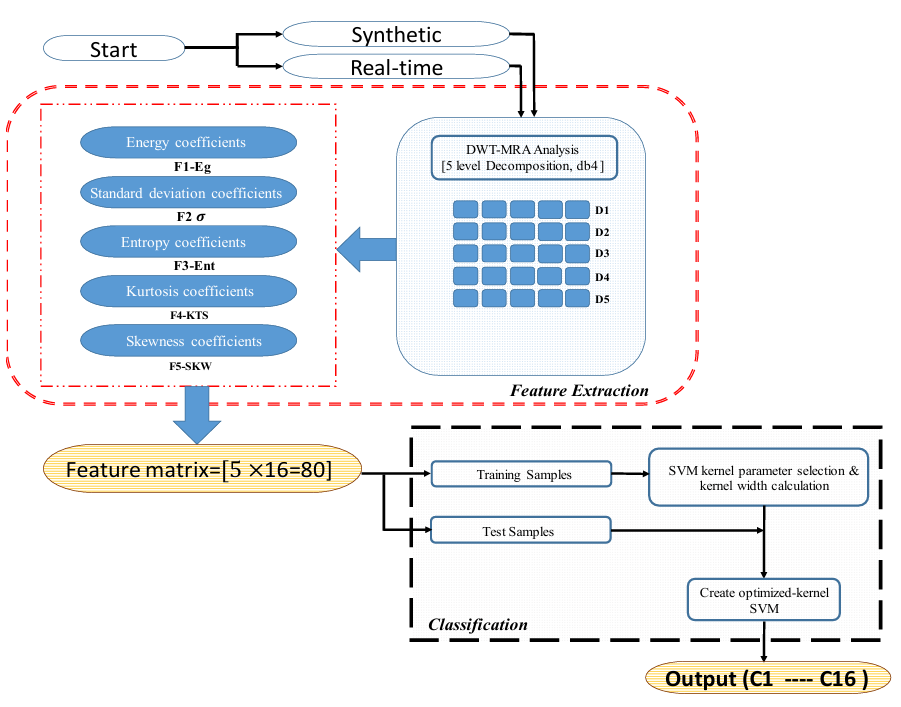 Start
Synthetic
Real-time
DWT-MRA Analysis
[5 level Decomposition, db4]
D1
D2
D3
D4
D5
Energy coefficients
F1-Eg
Standard deviation coefficients
F2 σ
Entropy coefficients
F3-Ent
Kurtosis coefficients
F4-KTS
Skewness coefficients
F5-SKW
Feature Extraction
Feature matrix=[5 ×16=80]
Training Samples
SVM kernel parameter selection &
kernel width calculation
Test Samples
Create optimized-kernel
SVM
Classification
Output (C1 ---- C16 )